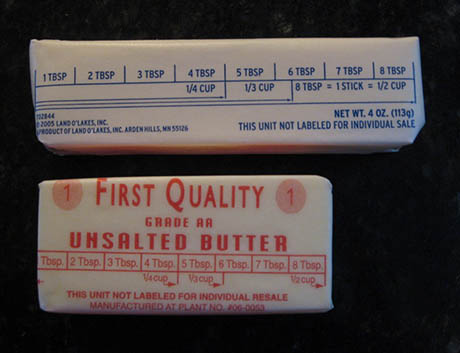 1 TBSP 2 TBSP 3 TBSP 4 TBSP 5 TBSP 6 TBSP 7 TBSP 8 TBSP
1/4 CUP 1/3 CUP 8 TBSP = 1 STICK = 1/2 CUP
102844 NET WT. 4 OZ. (113g)
© 2005 LAND O'LAKES, INC.
PRODUCT OF LAND O'LAKES, INC. ARDEN HILLS, MN 55126 THIS UNIT NOT LABELED FOR INDIVIDUAL SALE
1 FIRST QUALITY 1
GRADE AA
UNSALTED BUTTER
Tbsp. 2 Tbsp. 3 Tbsp. 4 Tbsp. 5 Tbsp. 6 Tbsp. 7 Tbsp. 8 Tbsp.
1/4 cup 1/3 cup 1/2 cup
THIS UNIT NOT LABELED FOR INDIVIDUAL RESALE
MANUFACTURED AT PLANT NO. #06-0053